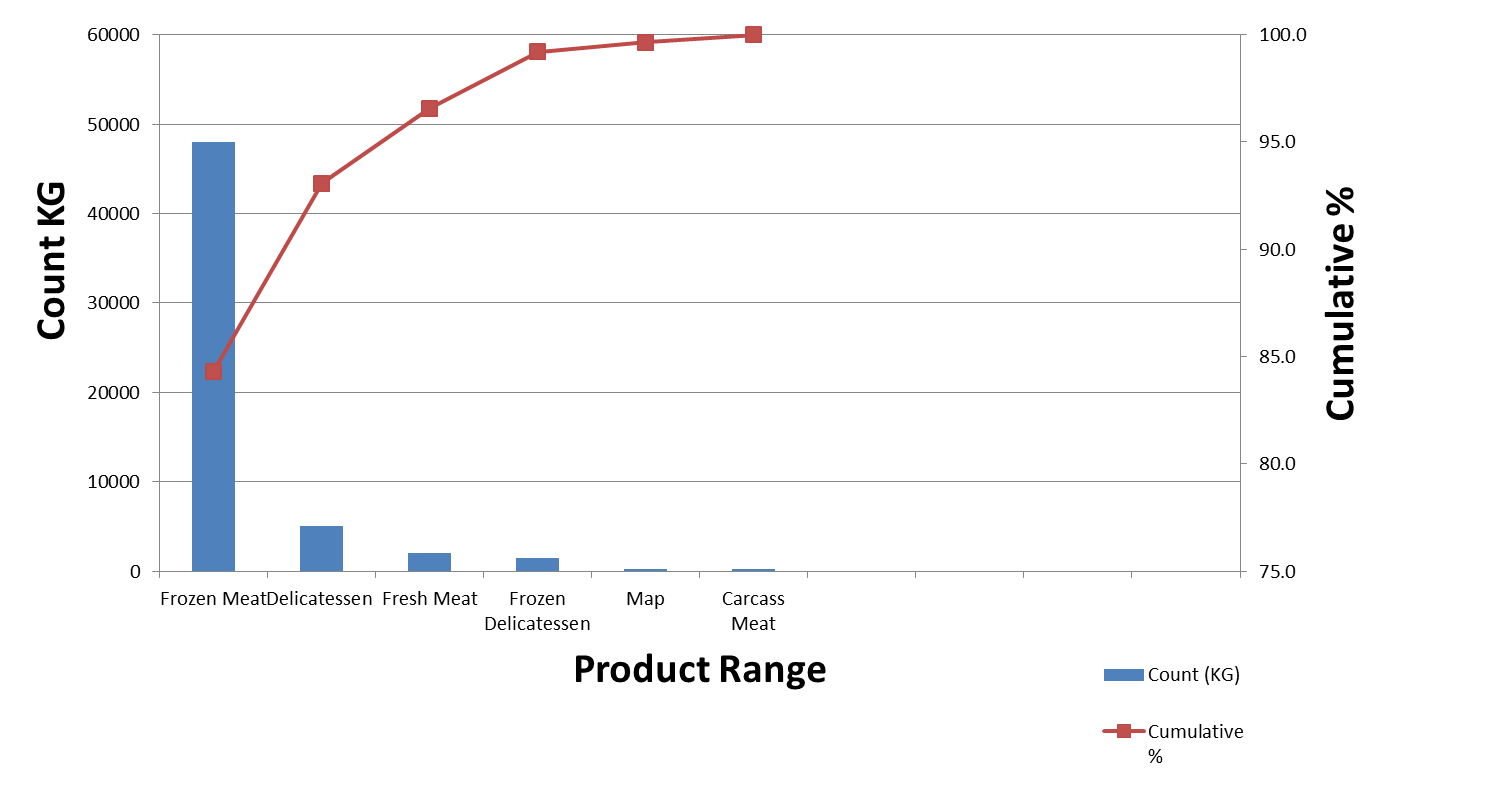 60000
50000
40000
30000
20000
10000
0
Count KG
100.0
95.0
90.0
85.0
80.0
75.0
Cumulative %
Frozen Meat
Delicatessen
Fresh Meat
Frozen
Delicatessen
Map
Carcass
Meat
Product Range
Count (KG)
Cumulative
%